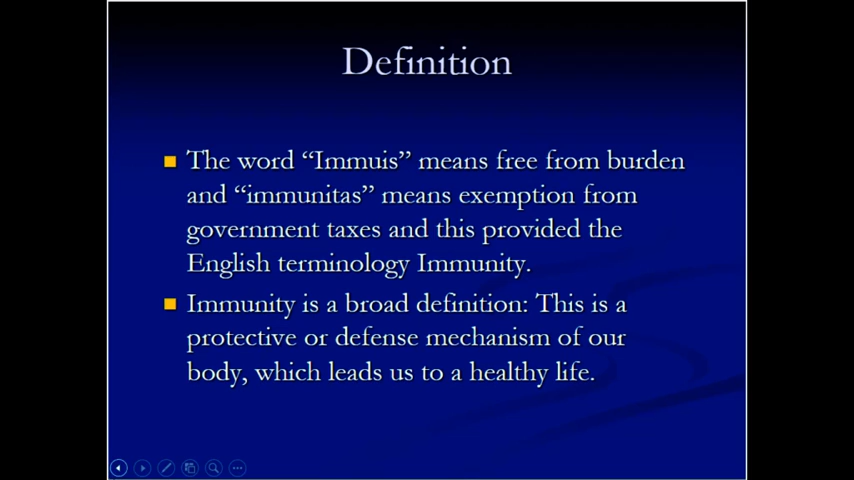 Definition
The word “Immuis” means free from burden
and “immunitas” means exemption from
government taxes and this provided the
English terminology Immunity.
Immunity is a broad definition: This is a
protective or defense mechanism of our
body, which leads us to a healthy life.